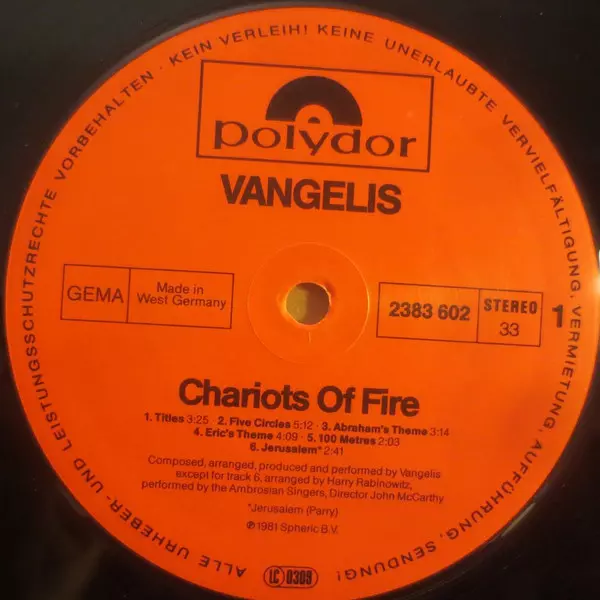 ALLE URHEBER- UND LEISTUNGSSCHUTZRECHTE VORBEHALTEN · KEIN VERLEIH! KEINE UNERLAUBTE VERVIELFÄLTIGUNG, VERMIETUNG, AUFFÜHRUNG, SENDUNG!
polydor
VANGELIS
GEMA
Made in
West Germany
2383 602
STEREO
33
1
Chariots Of Fire
1. Titles 3:25 · 2. Five Circles 5:12 · 3. Abraham's Theme 3:14
4. Eric's Theme 4:09 · 5. 100 Metres 2:03
6. Jerusalem* 2:41
Composed, arranged, produced and performed by Vangelis
except for track 6, arranged by Harry Rabinowitz,
performed by the Ambrosian Singers, Director John McCarthy
*Jerusalem (Parry)
℗ 1981 Spheric B.V.
LC 0309